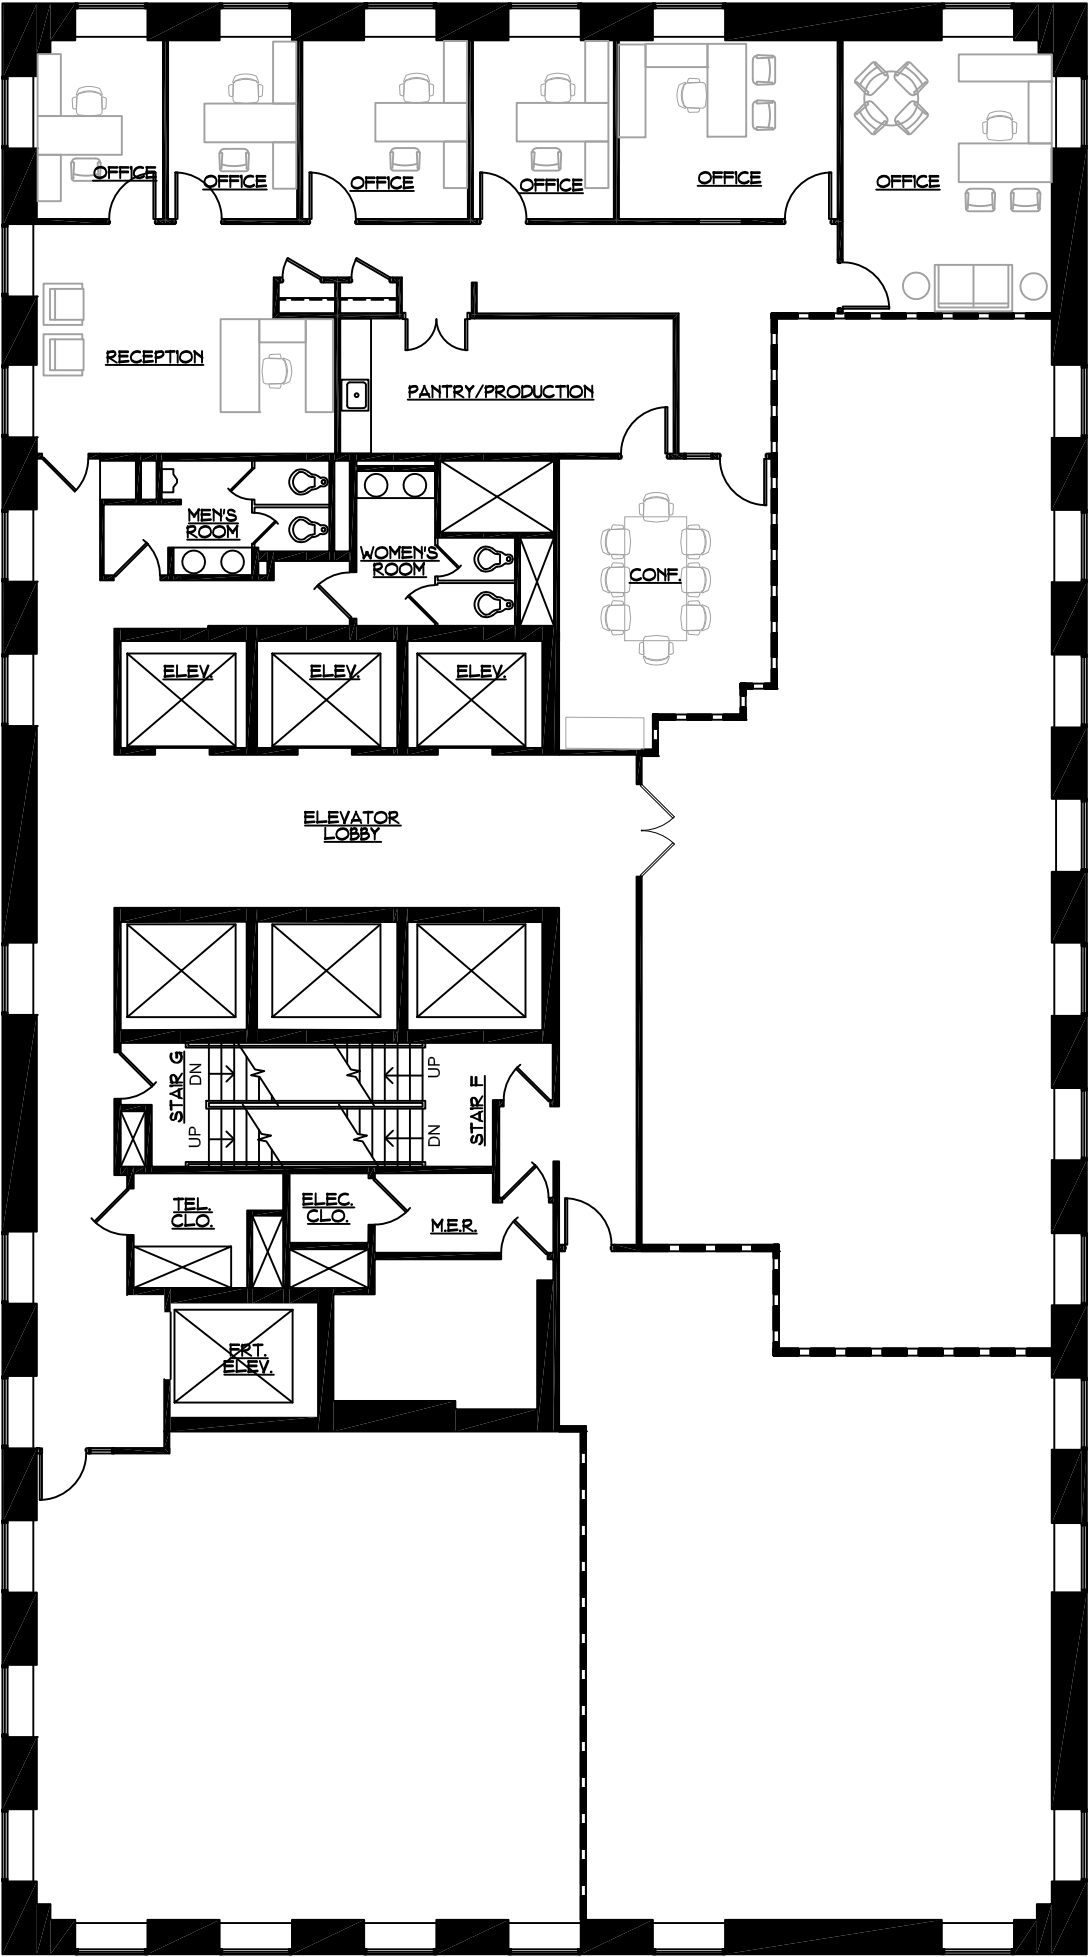 OFFICE
OFFICE
OFFICE
OFFICE
OFFICE
OFFICE
RECEPTION
PANTRY/PRODUCTION
MEN'S
ROOM
WOMEN'S
ROOM
CONF.
ELEV.
ELEV.
ELEV.
ELEVATOR
LOBBY
STAIR G
DN
UP
UP
DN
STAIR F
TEL.
CLO.
ELEC.
CLO.
M.E.R.
FRT.
ELEV.